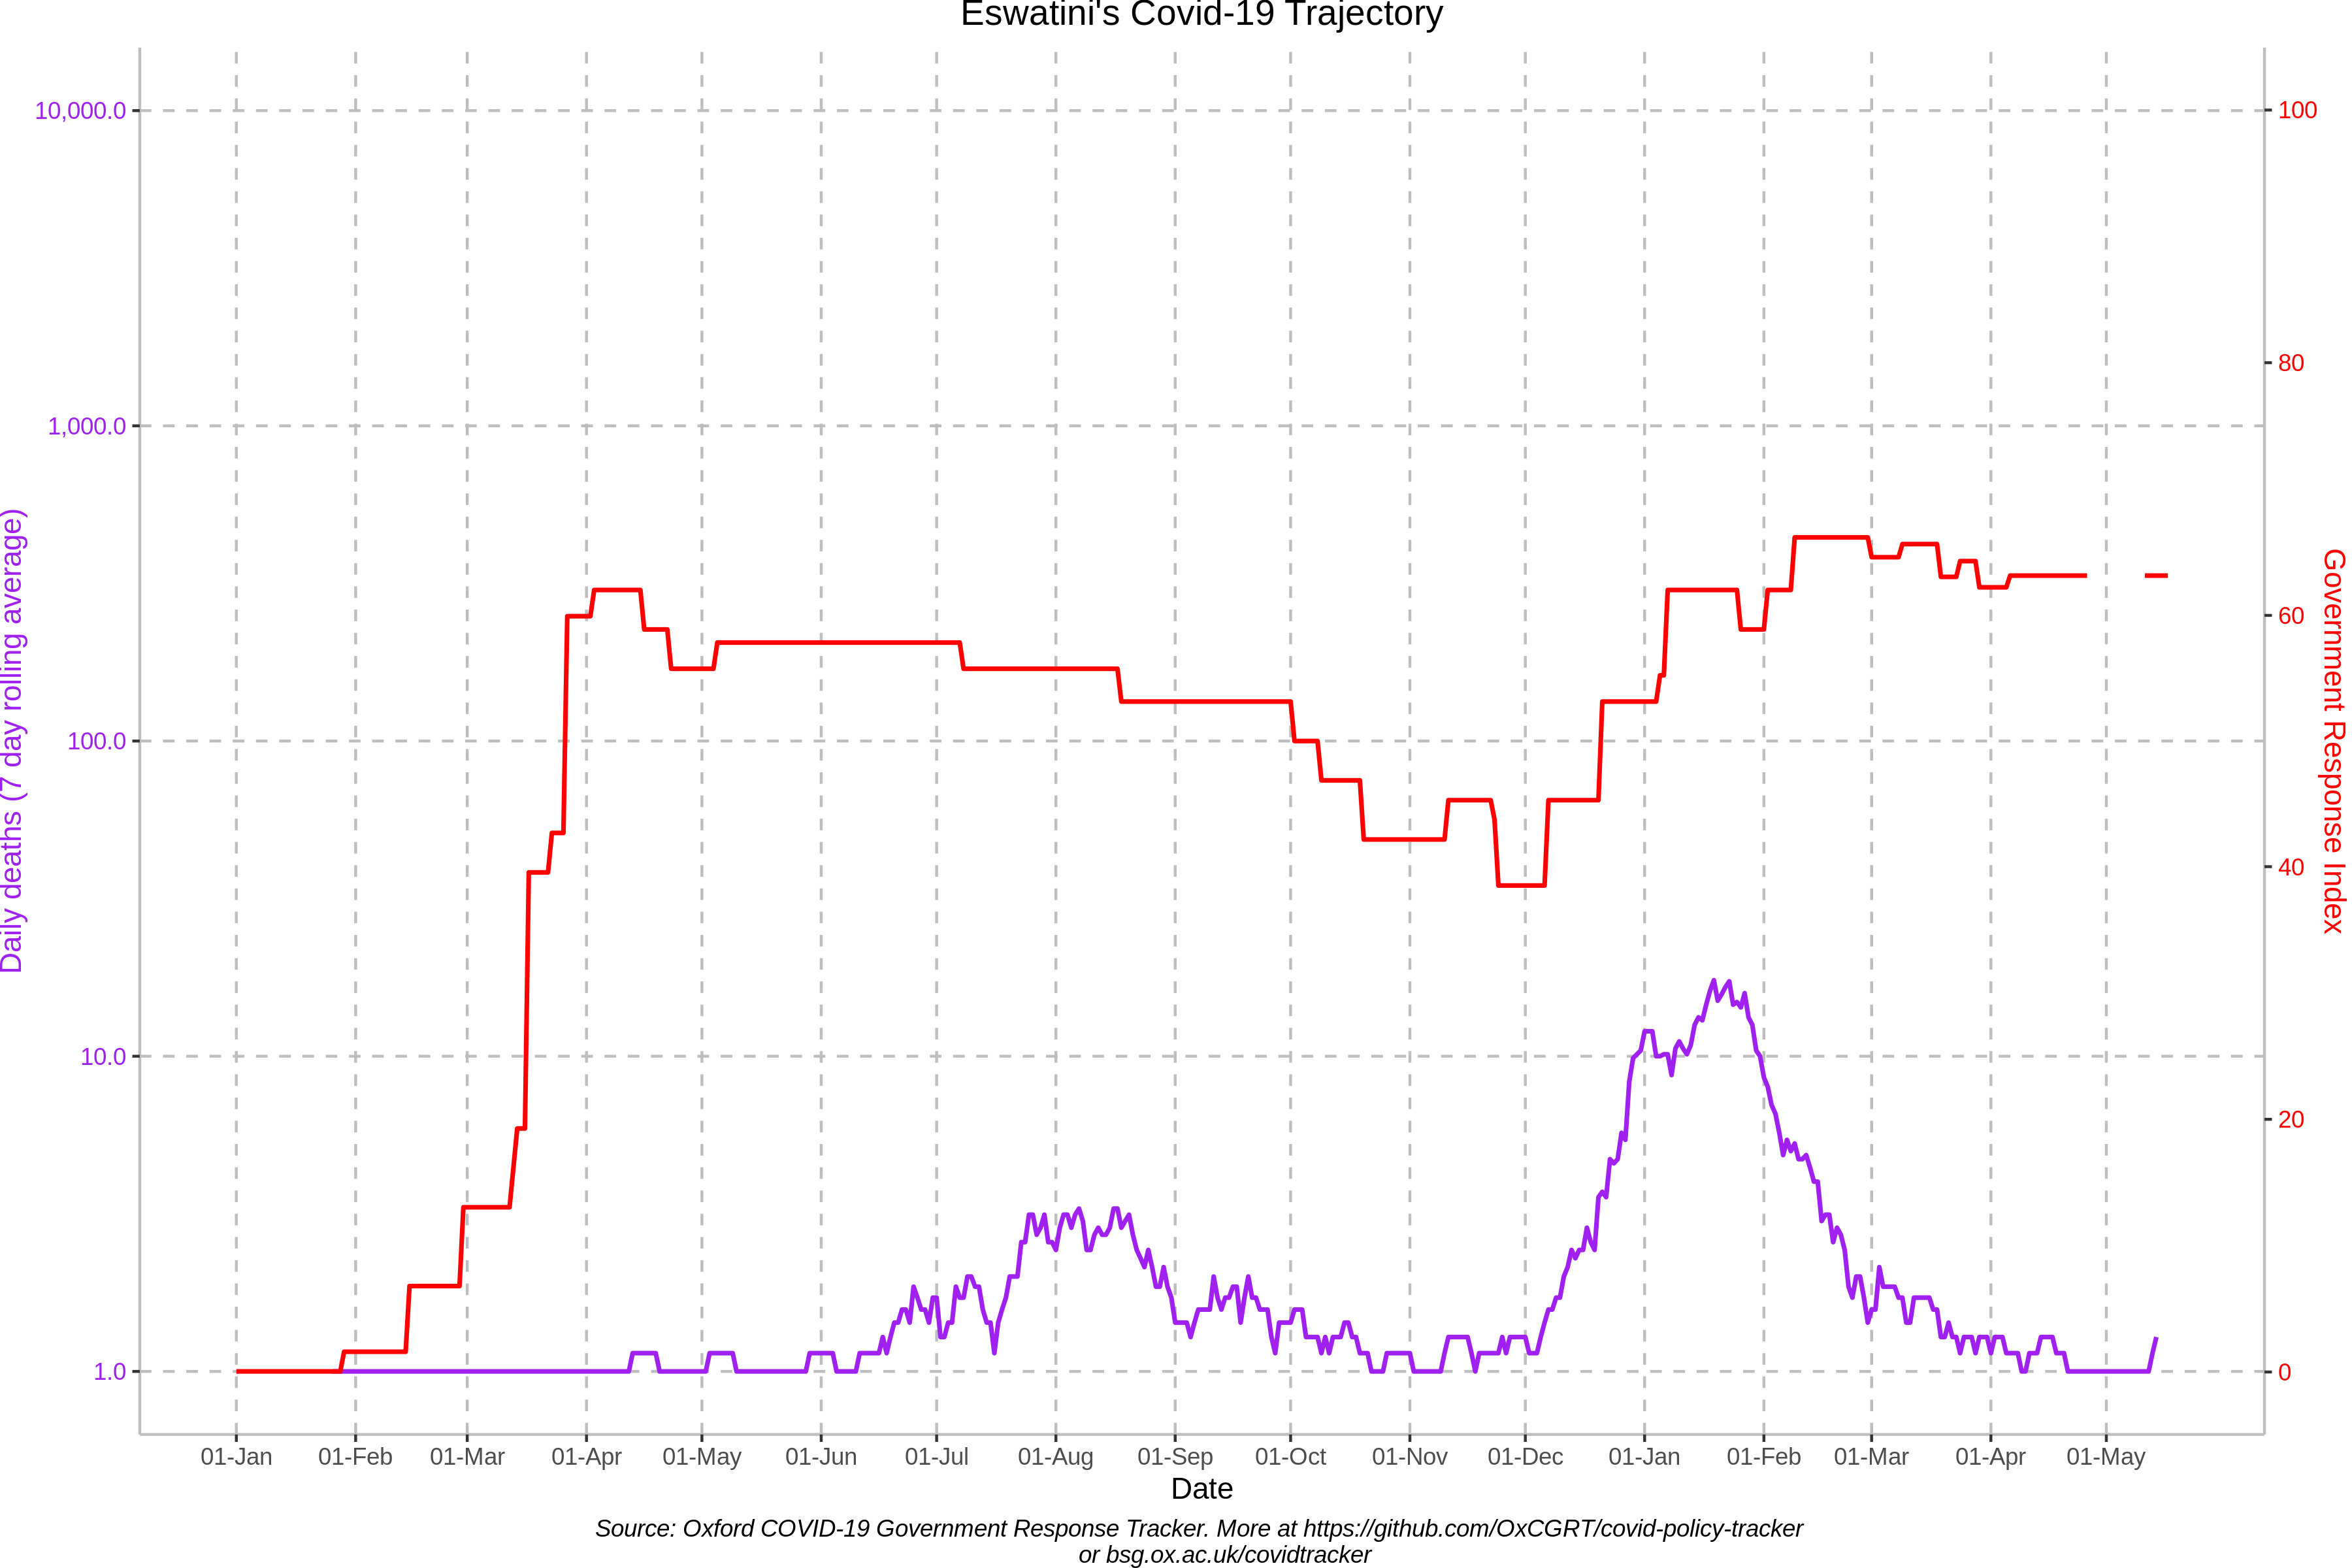 Eswatini's Covid-19 Trajectory
Daily deaths (7 day rolling average)
10,000.0
1,000.0
100.0
10.0
1.0
Government Response Index
100
80
60
40
20
0
01-Jan 01-Feb 01-Mar 01-Apr 01-May 01-Jun 01-Jul 01-Aug 01-Sep 01-Oct 01-Nov 01-Dec 01-Jan 01-Feb 01-Mar 01-Apr 01-May
Date
Source: Oxford COVID-19 Government Response Tracker. More at https://github.com/OxCGRT/covid-policy-tracker
or bsg.ox.ac.uk/covidtracker